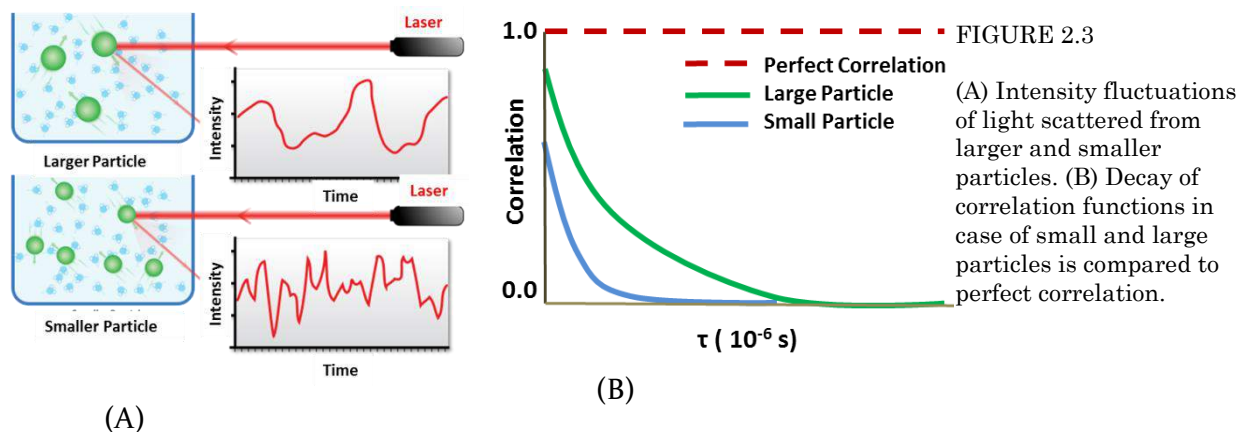 Laser
Intensity
Time
Larger Particle
Laser
Intensity
Time
Smaller Particle
(A)
1.0
Correlation
0.0
Perfect Correlation
Large Particle
Small Particle
τ ( 10⁻⁶ s)
(B)
FIGURE 2.3
(A) Intensity fluctuations
of light scattered from
larger and smaller
particles. (B) Decay of
correlation functions in
case of small and large
particles is compared to
perfect correlation.